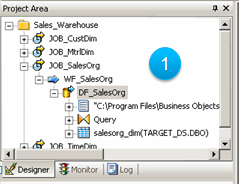 Project Area
Sales_Warehouse
JOB_CustDim
JOB_MtrlDim
JOB_SalesOrg
1
WF_SalesOrg
DF_SalesOrg
"C:\Program Files\Business Objects
Query
salesorg_dim(TARGET_DS.DBO)
JOB_TimeDim
Designer Monitor Log